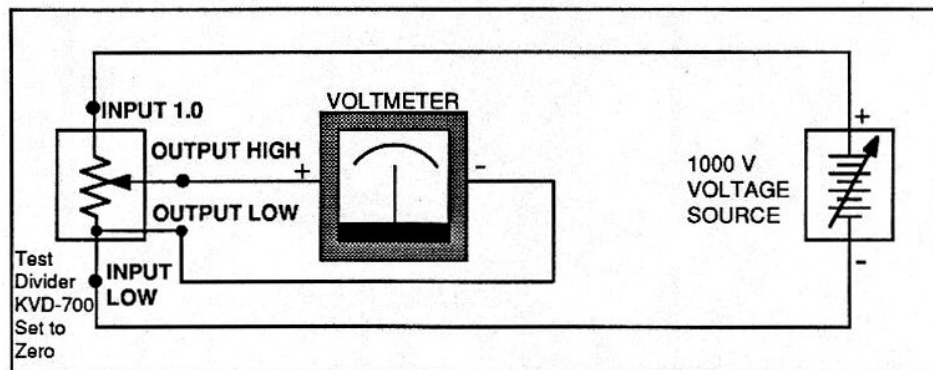 INPUT 1.0
VOLTMETER
+
OUTPUT HIGH
+
-
1000 V
VOLTAGE
SOURCE
OUTPUT LOW
-
INPUT
LOW
Test
Divider
KVD-700
Set to
Zero